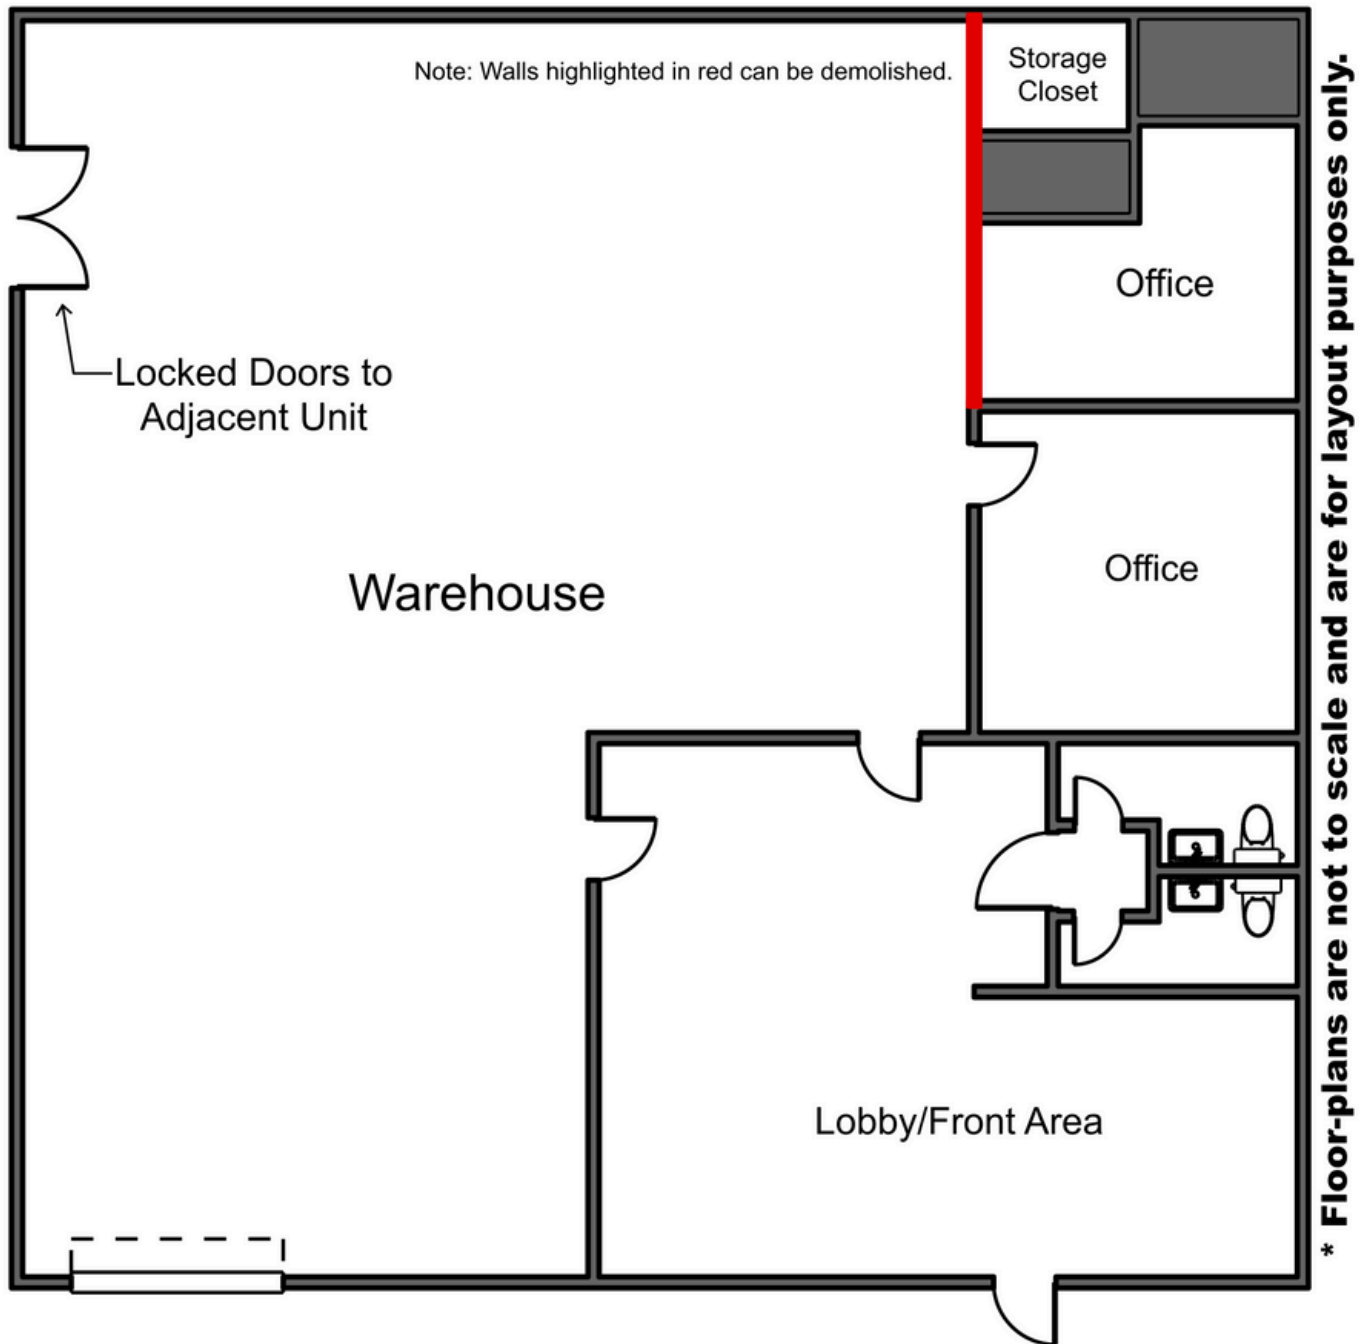 Note: Walls highlighted in red can be demolished.
Storage
Closet
Office
Locked Doors to
Adjacent Unit
Office
Warehouse
Lobby/Front Area
* Floor-plans are not to scale and are for layout purposes only.